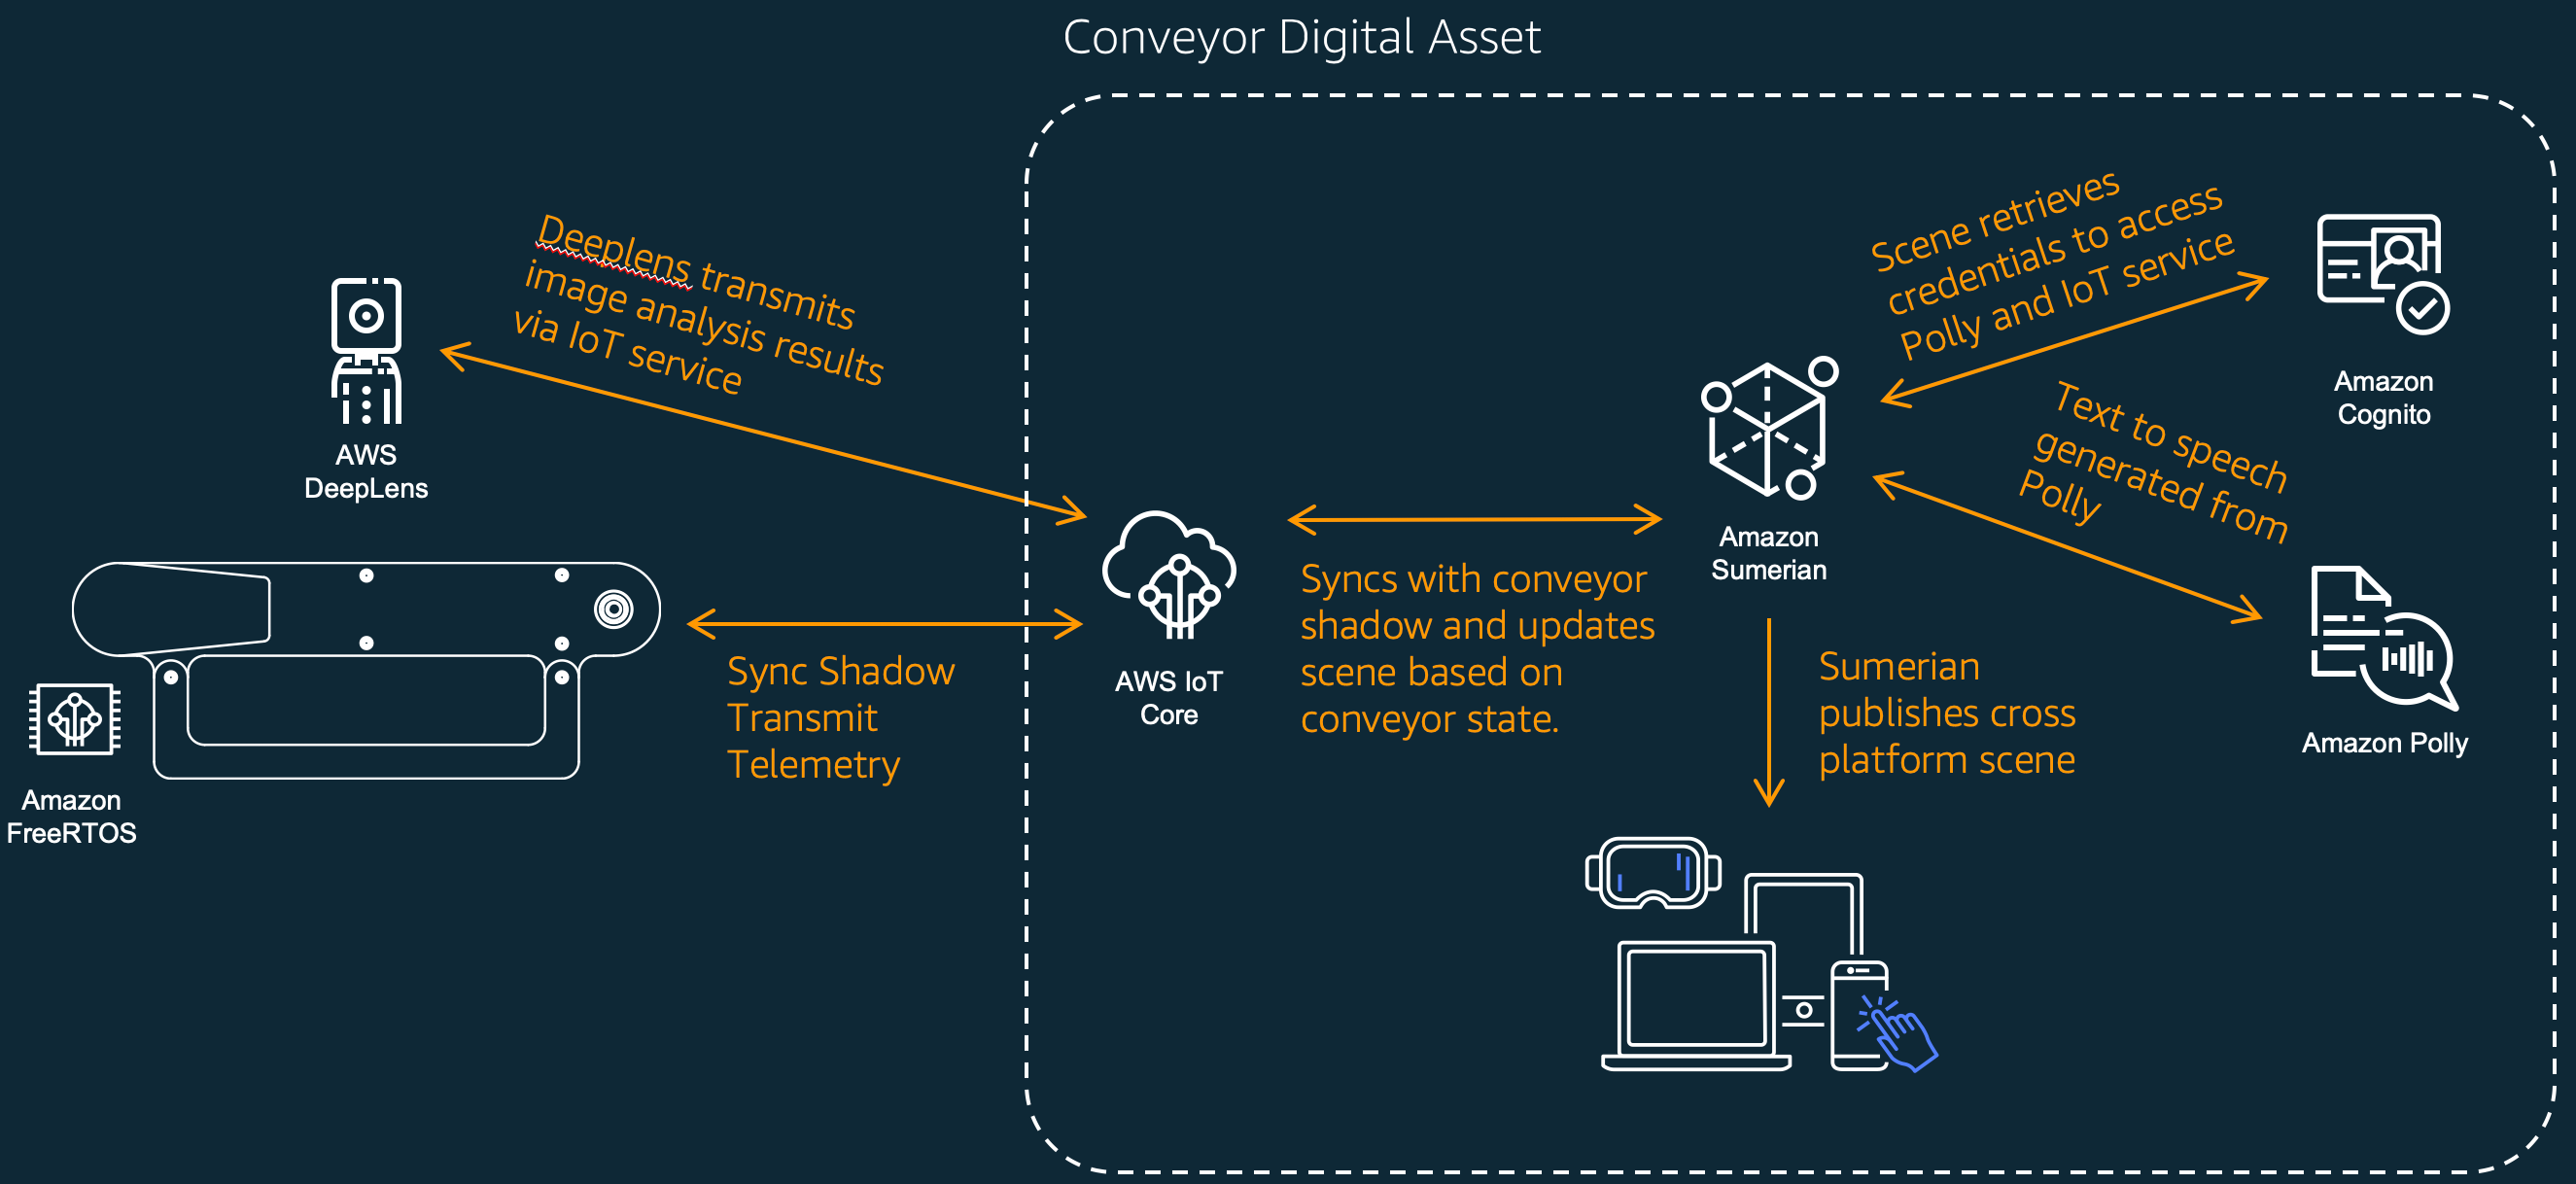 Conveyor Digital Asset
Deeplens transmits
image analysis results
via IoT service
AWS
DeepLens
Amazon
FreeRTOS
Sync Shadow
Transmit
Telemetry
AWS IoT
Core
Syncs with conveyor
shadow and updates
scene based on
conveyor state.
Amazon
Sumerian
Scene retrieves
credentials to access
Polly and IoT service
Amazon
Cognito
Text to speech
generated from
Polly
Amazon Polly
Sumerian
publishes cross
platform scene